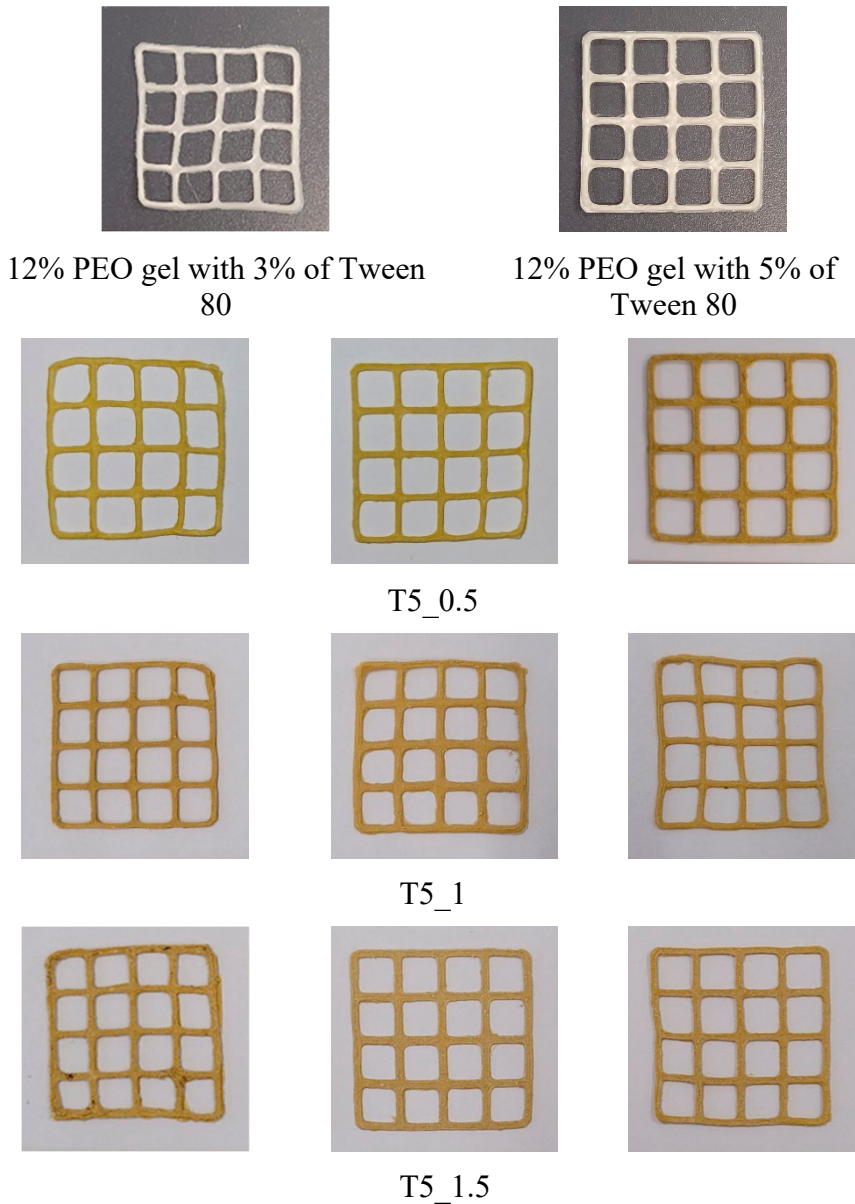 12% PEO gel with 3% of Tween
80
12% PEO gel with 5% of
Tween 80
T5_0.5
T5_1
T5_1.5